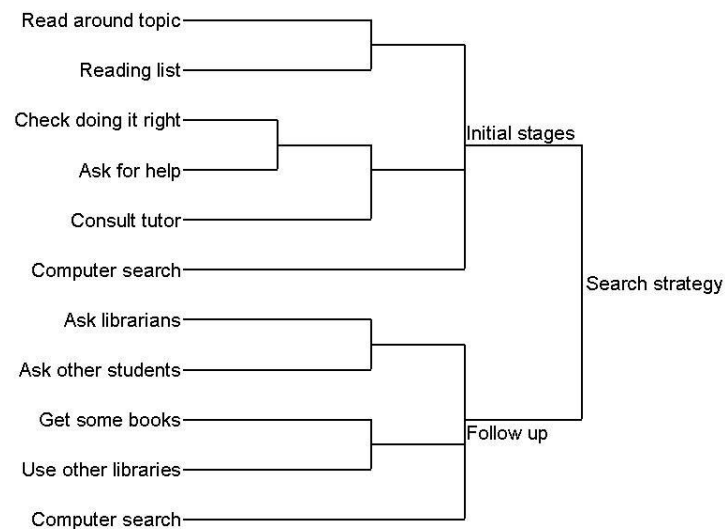 Read around topic
Reading list
Check doing it right
Ask for help
Consult tutor
Computer search
Ask librarians
Ask other students
Get some books
Use other libraries
Computer search
Initial stages
Follow up
Search strategy